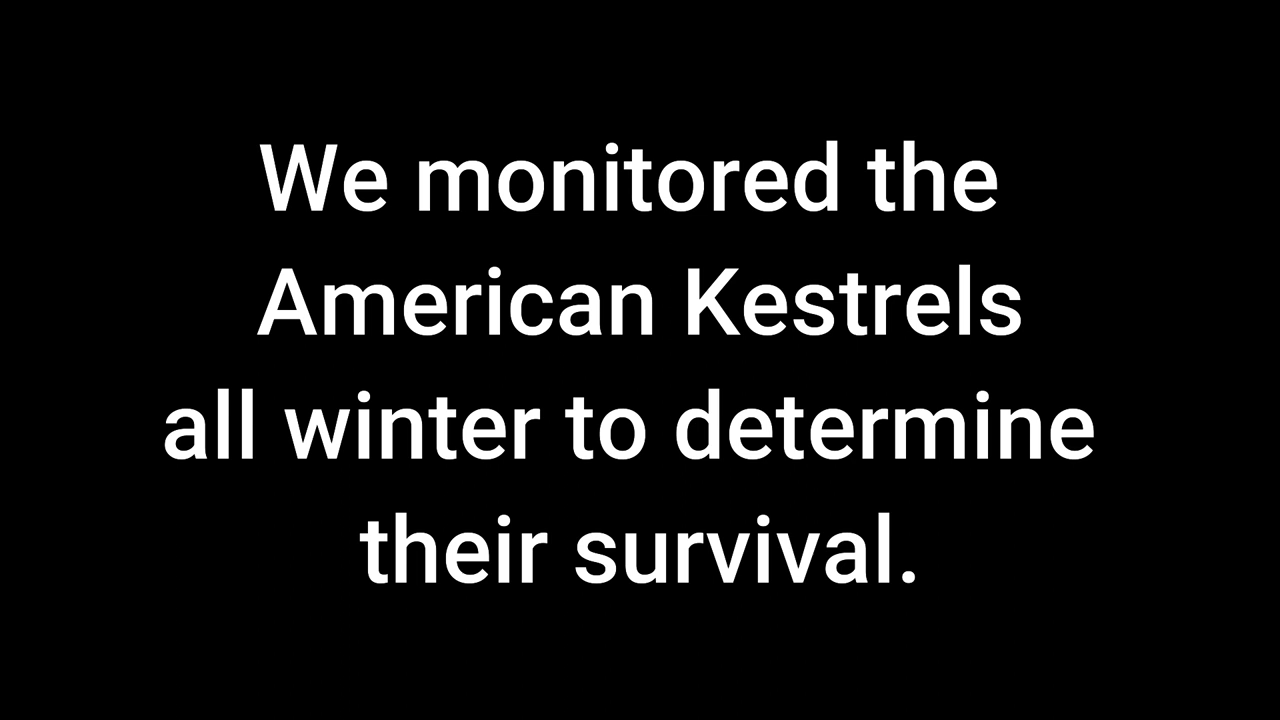 We monitored the
American Kestrels
all winter to determine
their survival.